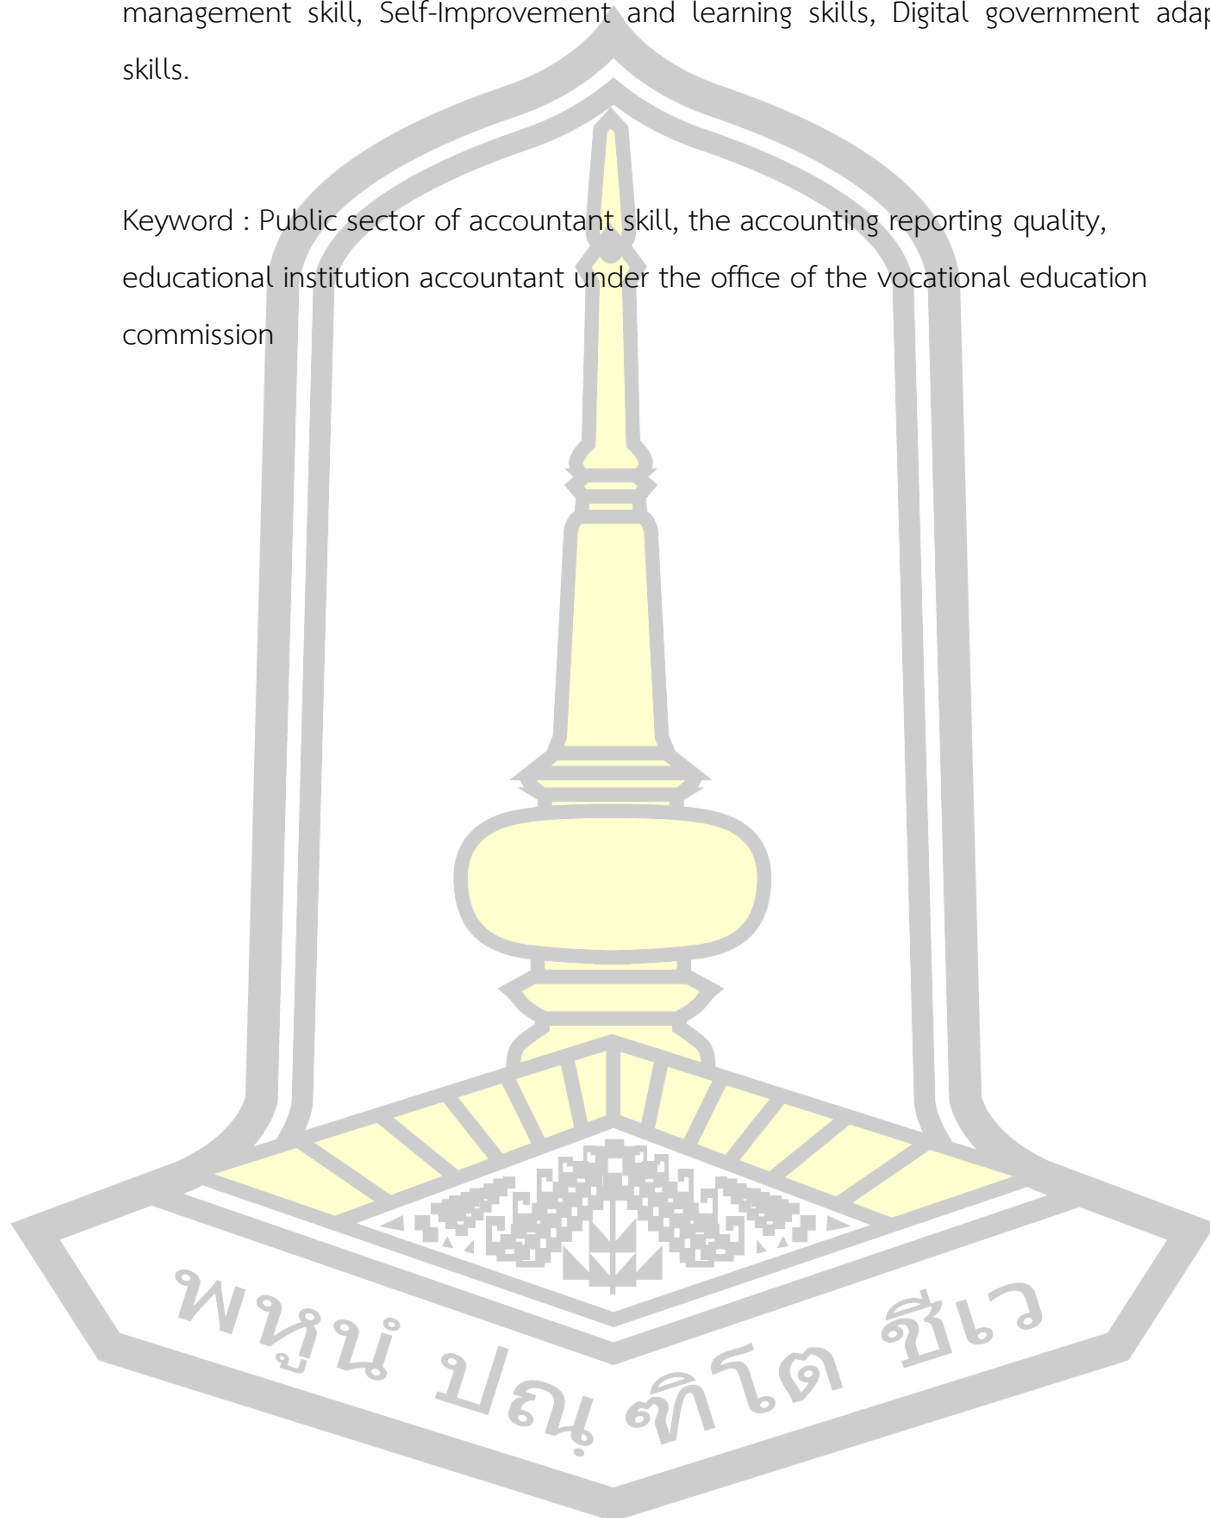 management skill, Self-Improvement and learning skills, Digital government
skills.
Keyword : Public sector of accountant skill, the accounting reporting quality,
educational institution accountant under the office of the vocational education
commission
พหูนํ ปณฺฑิโต ชีเว